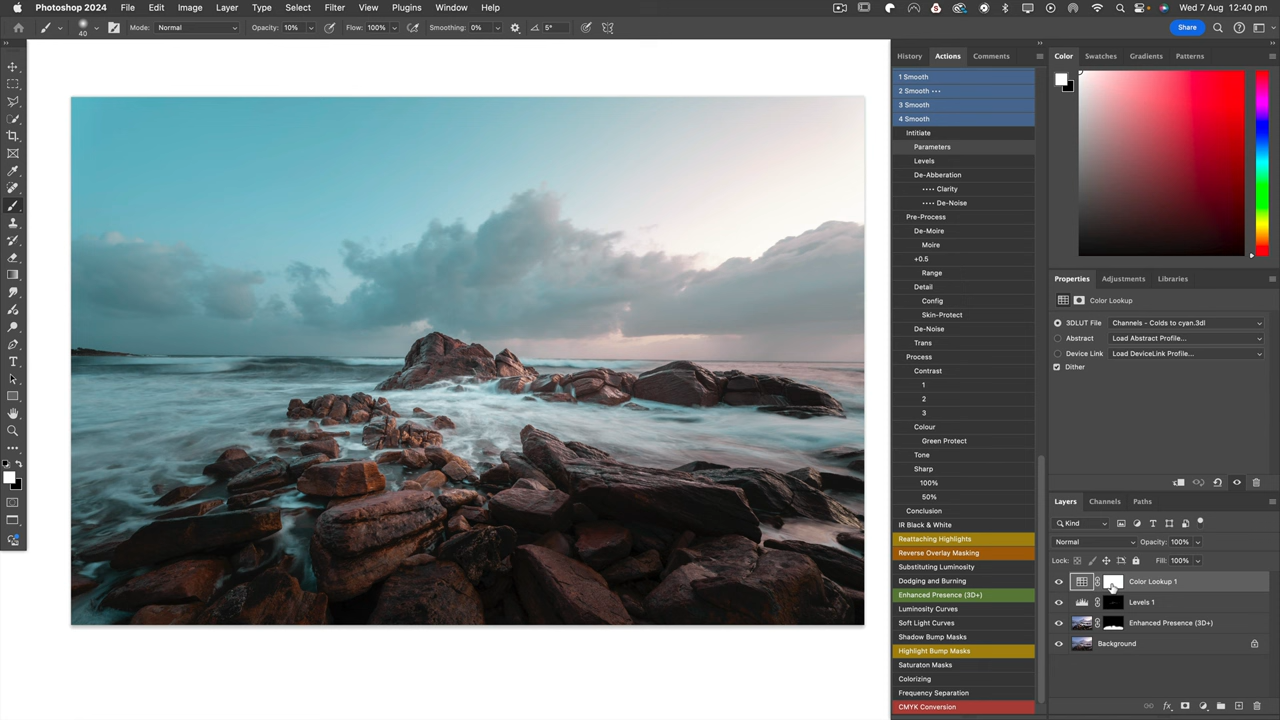 Photoshop 2024 File Edit Image Layer Type Select Filter View Plugins Window Help Wed 7 Aug 12:40 pm
40 Mode: Normal Opacity: 10% Flow: 100% Smoothing: 0% 5° Share
History Actions Comments
1 Smooth
2 Smooth •••
3 Smooth
4 Smooth
Intitiate
Parameters
Levels
De-Abberation
•••• Clarity
•••• De-Noise
Pre-Process
De-Moire
Moire
+0.5
Range
Detail
Config
Skin-Protect
De-Noise
Trans
Process
Contrast
1
2
3
Colour
Green Protect
Tone
Sharp
100%
50%
Conclusion
IR Black & White
Reattaching Highlights
Reverse Overlay Masking
Substituting Luminosity
Dodging and Burning
Enhanced Presence (3D+)
Luminosity Curves
Soft Light Curves
Shadow Bump Masks
Highlight Bump Masks
Saturaton Masks
Colorizing
Frequency Separation
CMYK Conversion
Color Swatches Gradients Patterns
Properties Adjustments Libraries
Color Lookup
3DLUT File Channels - Colds to cyan.3dl
Abstract Load Abstract Profile...
Device Link Load DeviceLink Profile...
Dither
Layers Channels Paths
Kind
Normal Opacity: 100%
Lock: Fill: 100%
Color Lookup 1
Levels 1
Enhanced Presence (3D+)
Background